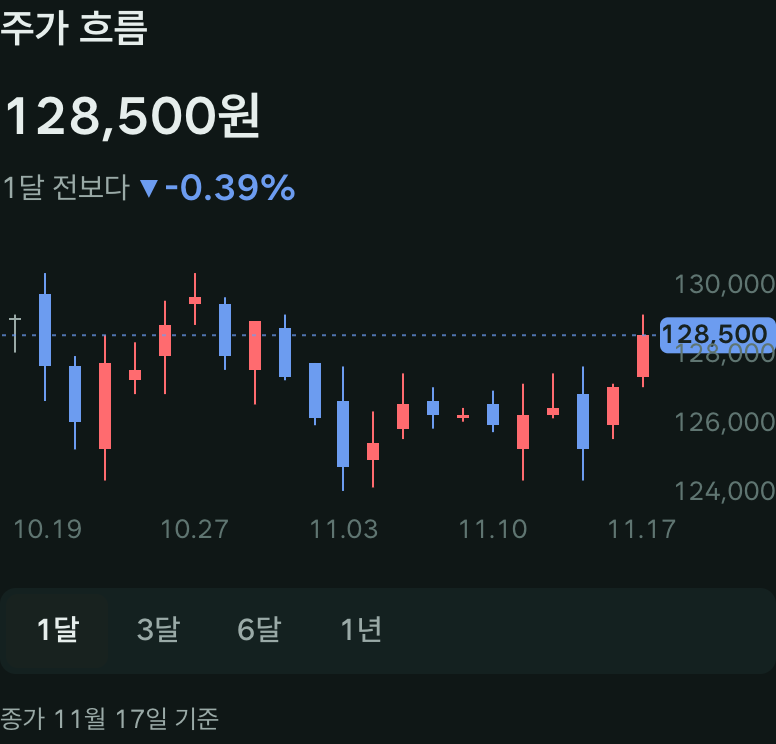 주가 흐름
128,500원
1달 전보다 ▼-0.39%
130,000
128,500
128,000
126,000
124,000
10.19 10.27 11.03 11.10 11.17
1달 3달 6달 1년
종가 11월 17일 기준